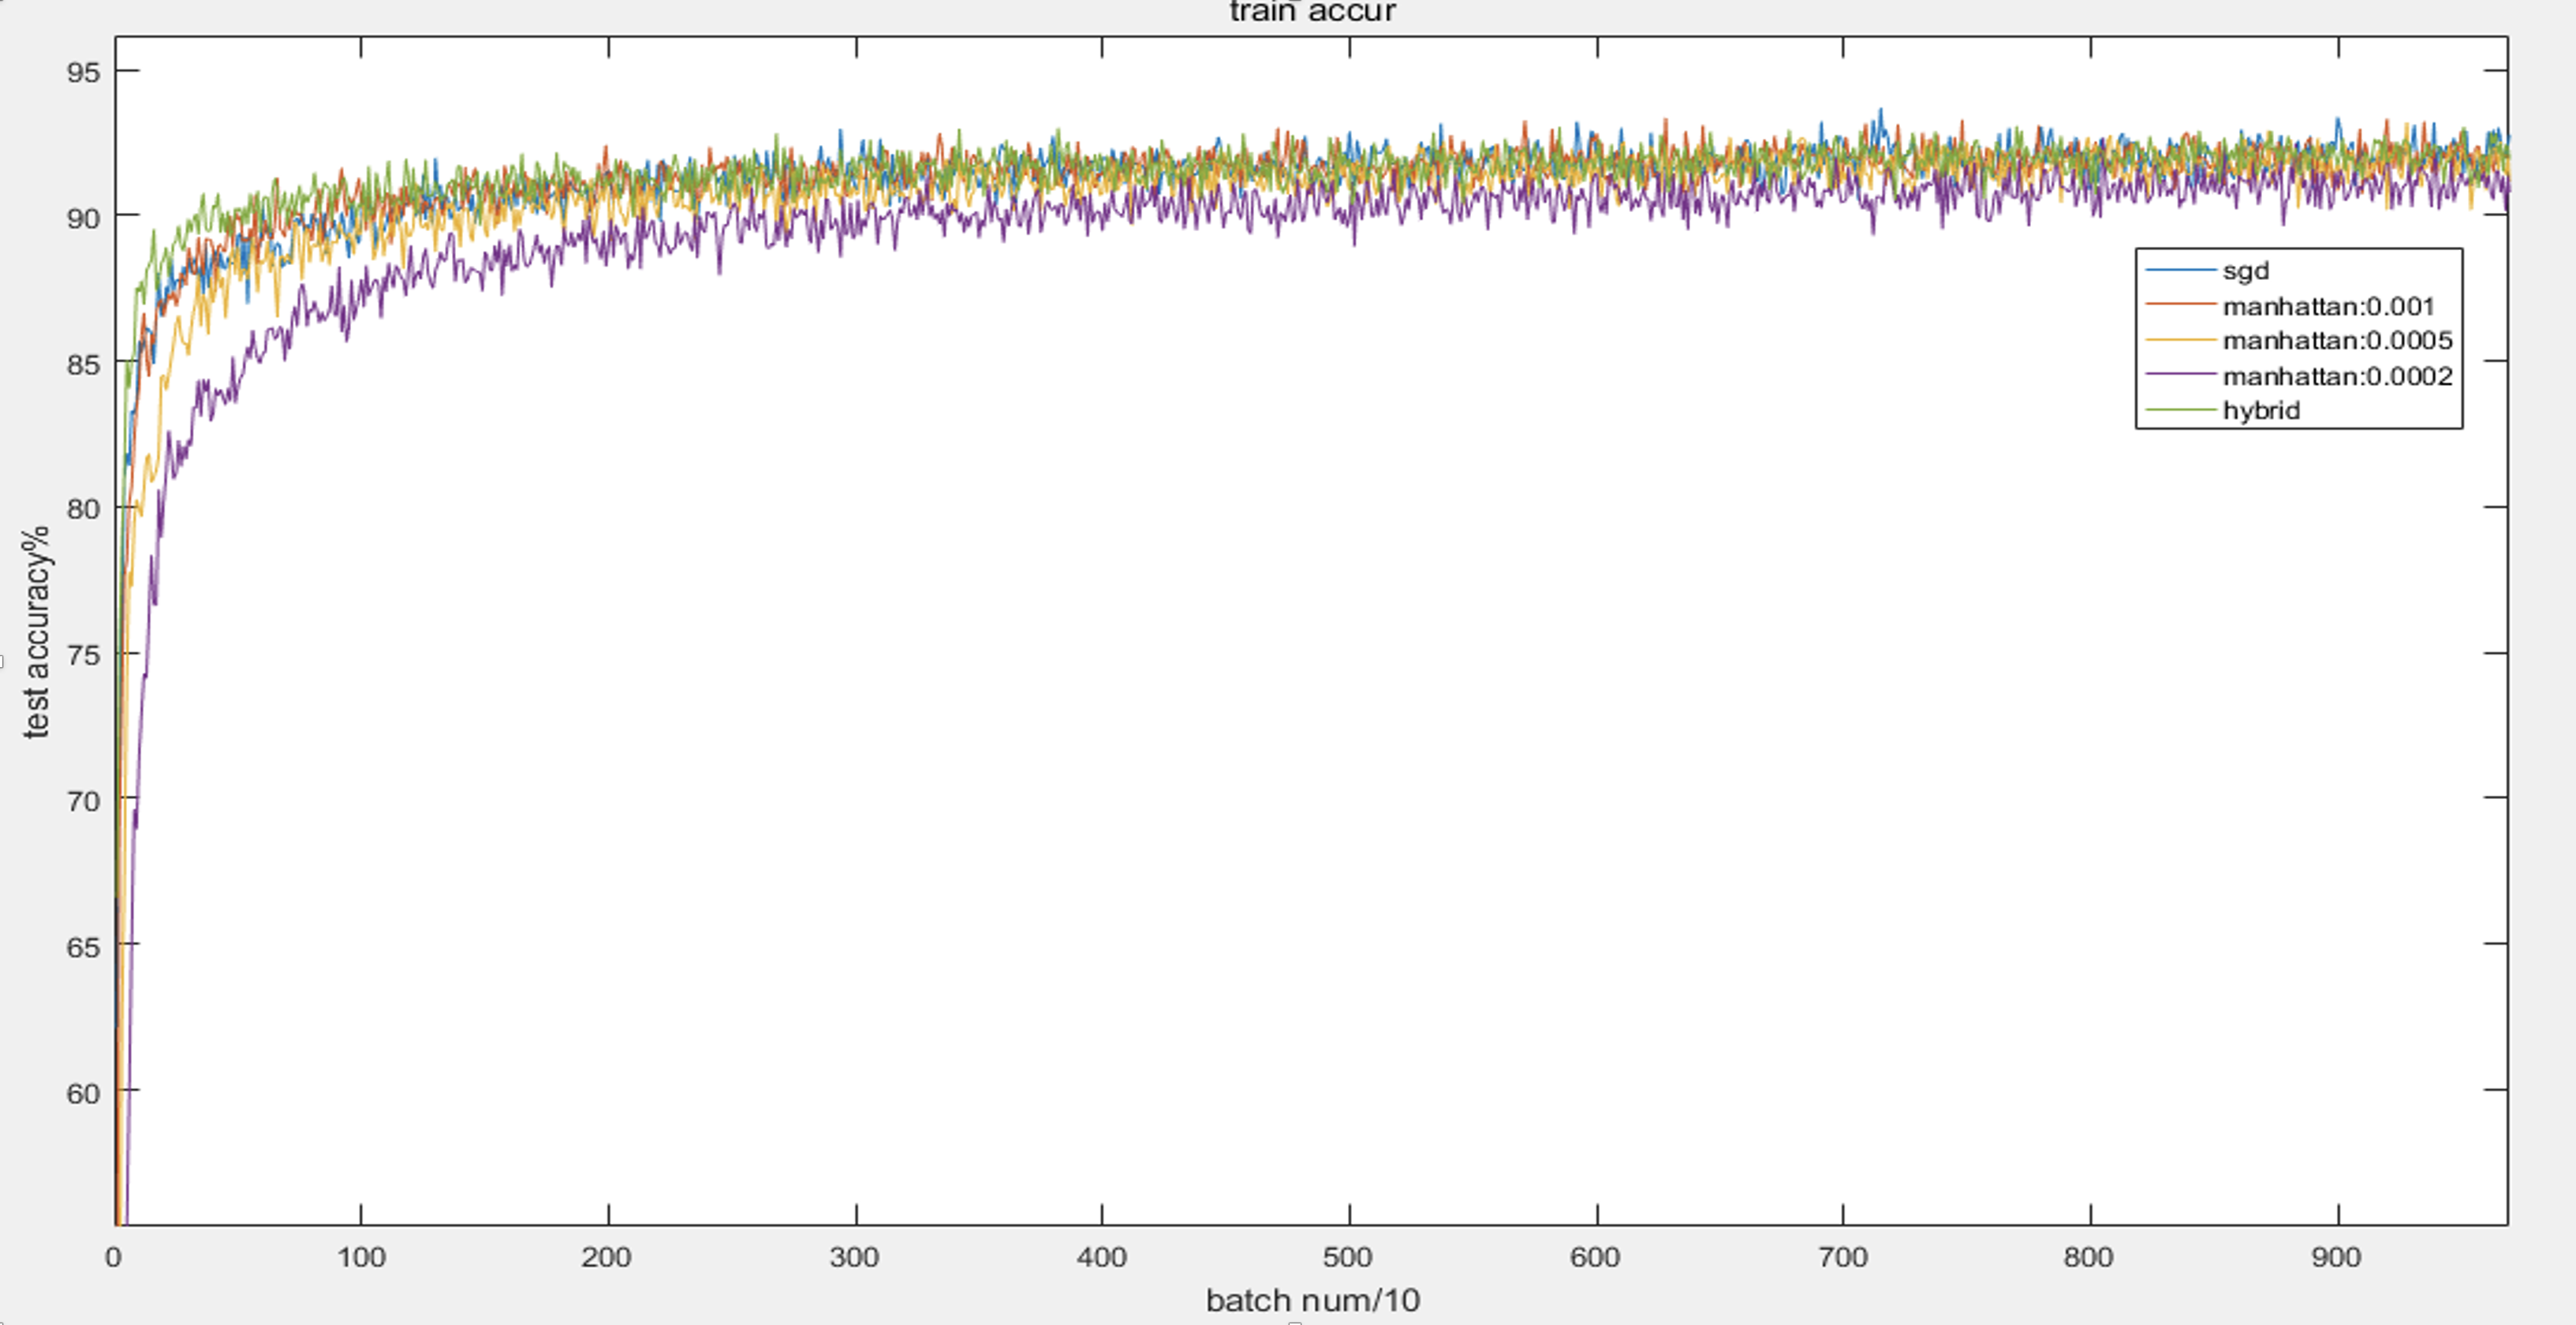 train accur
95
90
85
80
75
70
65
60
test accuracy%
0 100 200 300 400 500 600 700 800 900
batch num/10
sgd
manhattan:0.001
manhattan:0.0005
manhattan:0.0002
hybrid